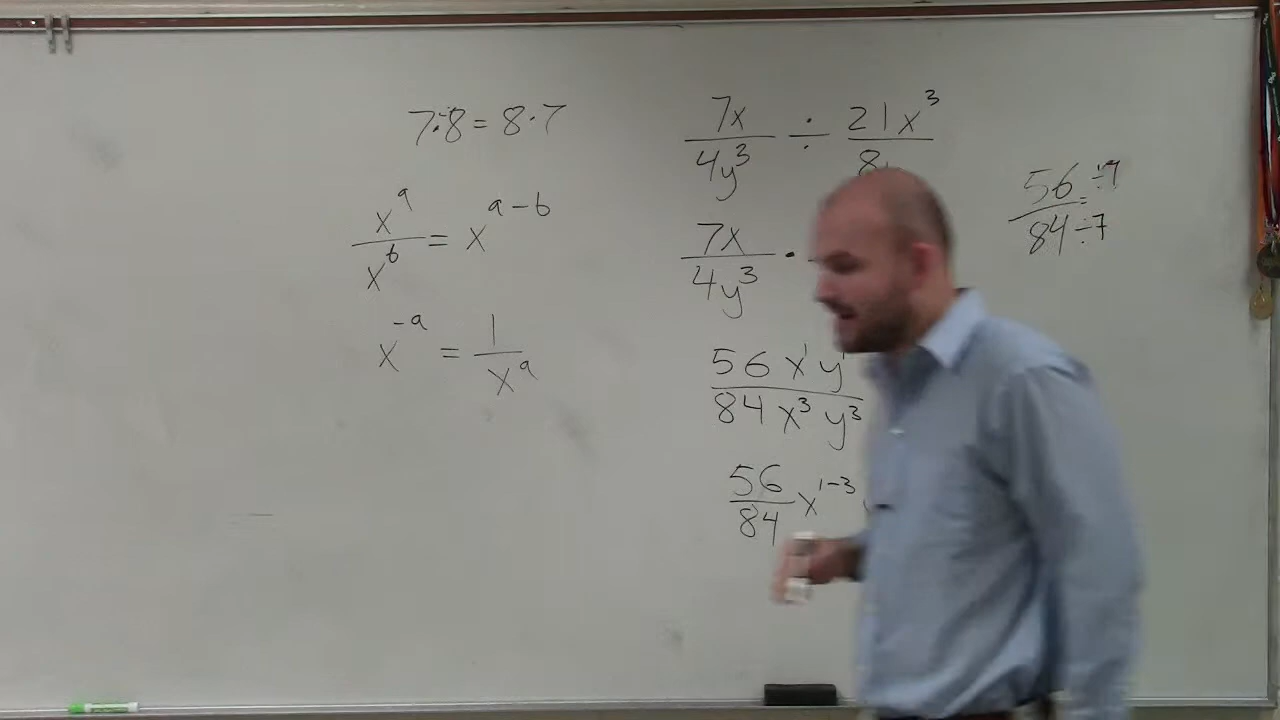 7·8 = 8·7
x^a / x^b = x^(a-b)
x^-a = 1 / x^a
7x / 4y^3 ÷ 21x^3 / 8
7x / 4y^3 ·
56 x^1 y^1 / 84 x^3 y^3
56 / 84 x^(1-3)
56 ÷7 / 84 ÷7 =